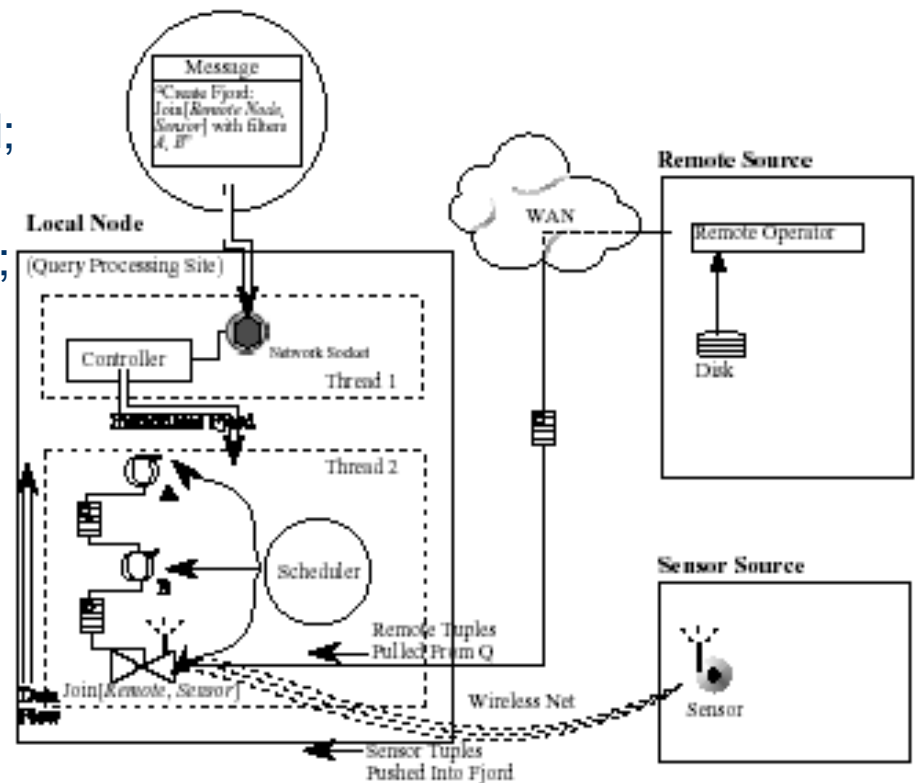 Message
"Create Fjord:
Join[Remote Node,
Sensor] with filters
A, B"
;
;
Local Node
(Query Processing Site)
Controller
Network Socket
Thread 1
Thread 2
A
B
Scheduler
Remote Tuples
Pulled From Q
Join[Remote, Sensor]
Data
Flow
Wireless Net
Sensor Tuples
Pushed Into Fjord
WAN
Remote Source
Remote Operator
Disk
Sensor Source
Sensor